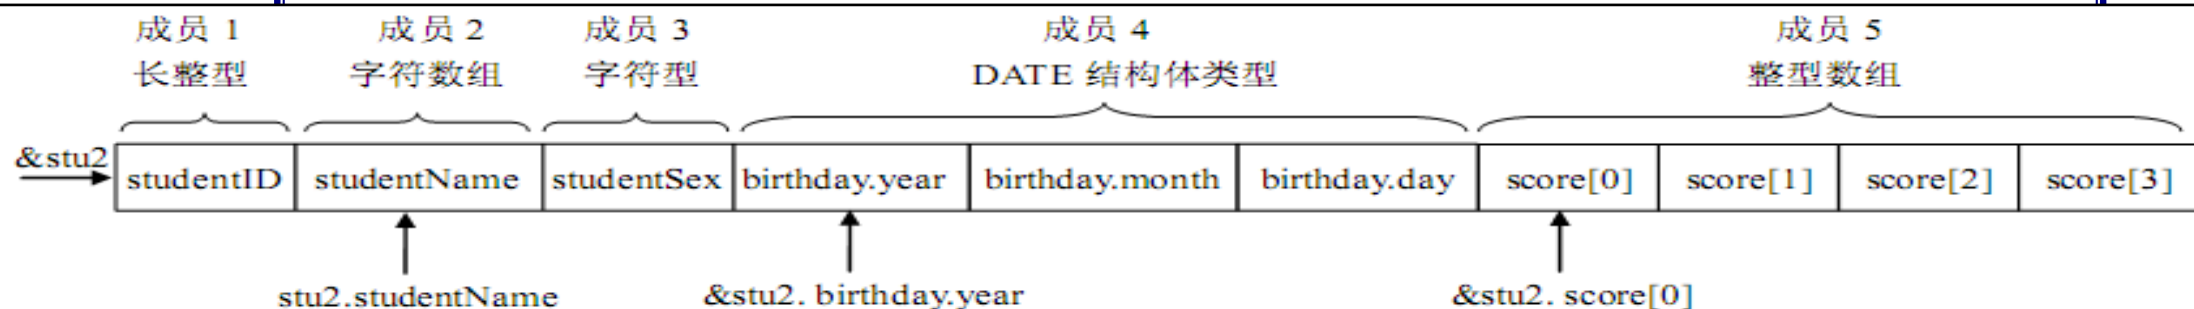 成员 1 成员 2 成员 3 成员 4 成员 5
长整型 字符数组 字符型 DATE 结构体类型 整型数组
&stu2
studentID studentName studentSex birthday.year birthday.month birthday.day score[0] score[1] score[2] score[3]
stu2.studentName &stu2. birthday.year &stu2. score[0]